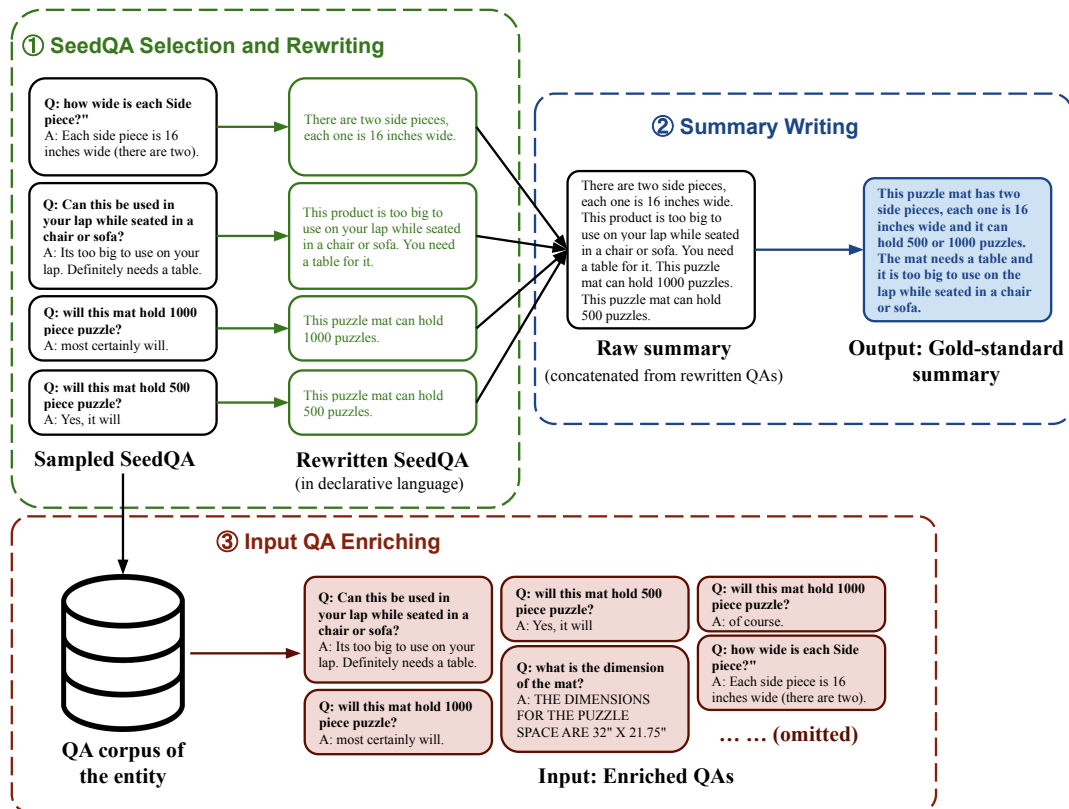 ① SeedQA Selection and Rewriting
Q: how wide is each Side
piece?"
A: Each side piece is 16
inches wide (there are two).
Q: Can this be used in
your lap while seated in a
chair or sofa?
A: Its too big to use on your
lap. Definitely needs a table.
Q: will this mat hold 1000
piece puzzle?
A: most certainly will.
Q: will this mat hold 500
piece puzzle?
A: Yes, it will
Sampled SeedQA
There are two side pieces,
each one is 16 inches wide.
This product is too big to
use on your lap while seated
in a chair or sofa. You need
a table for it.
This puzzle mat can hold
1000 puzzles.
This puzzle mat can hold
500 puzzles.
Rewritten SeedQA
(in declarative language)
② Summary Writing
There are two side pieces,
each one is 16 inches wide.
This product is too big to
use on your lap while seated
in a chair or sofa. You need
a table for it. This puzzle
mat can hold 1000 puzzles.
This puzzle mat can hold
500 puzzles.
Raw summary
(concatenated from rewritten QAs)
This puzzle mat has two
side pieces, each one is 16
inches wide and it can
hold 500 or 1000 puzzles.
The mat needs a table and
it is too big to use on the
lap while seated in a chair
or sofa.
Output: Gold-standard
summary
③ Input QA Enriching
QA corpus of
the entity
Q: Can this be used in
your lap while seated in a
chair or sofa?
A: Its too big to use on your
lap. Definitely needs a table.
Q: will this mat hold 1000
piece puzzle?
A: most certainly will.
Q: will this mat hold 500
piece puzzle?
A: Yes, it will
Q: what is the dimension
of the mat?
A: THE DIMENSIONS
FOR THE PUZZLE
SPACE ARE 32" X 21.75"
Q: will this mat hold 1000
piece puzzle?
A: of course.
Q: how wide is each Side
piece?"
A: Each side piece is 16
inches wide (there are two).
… … (omitted)
Input: Enriched QAs